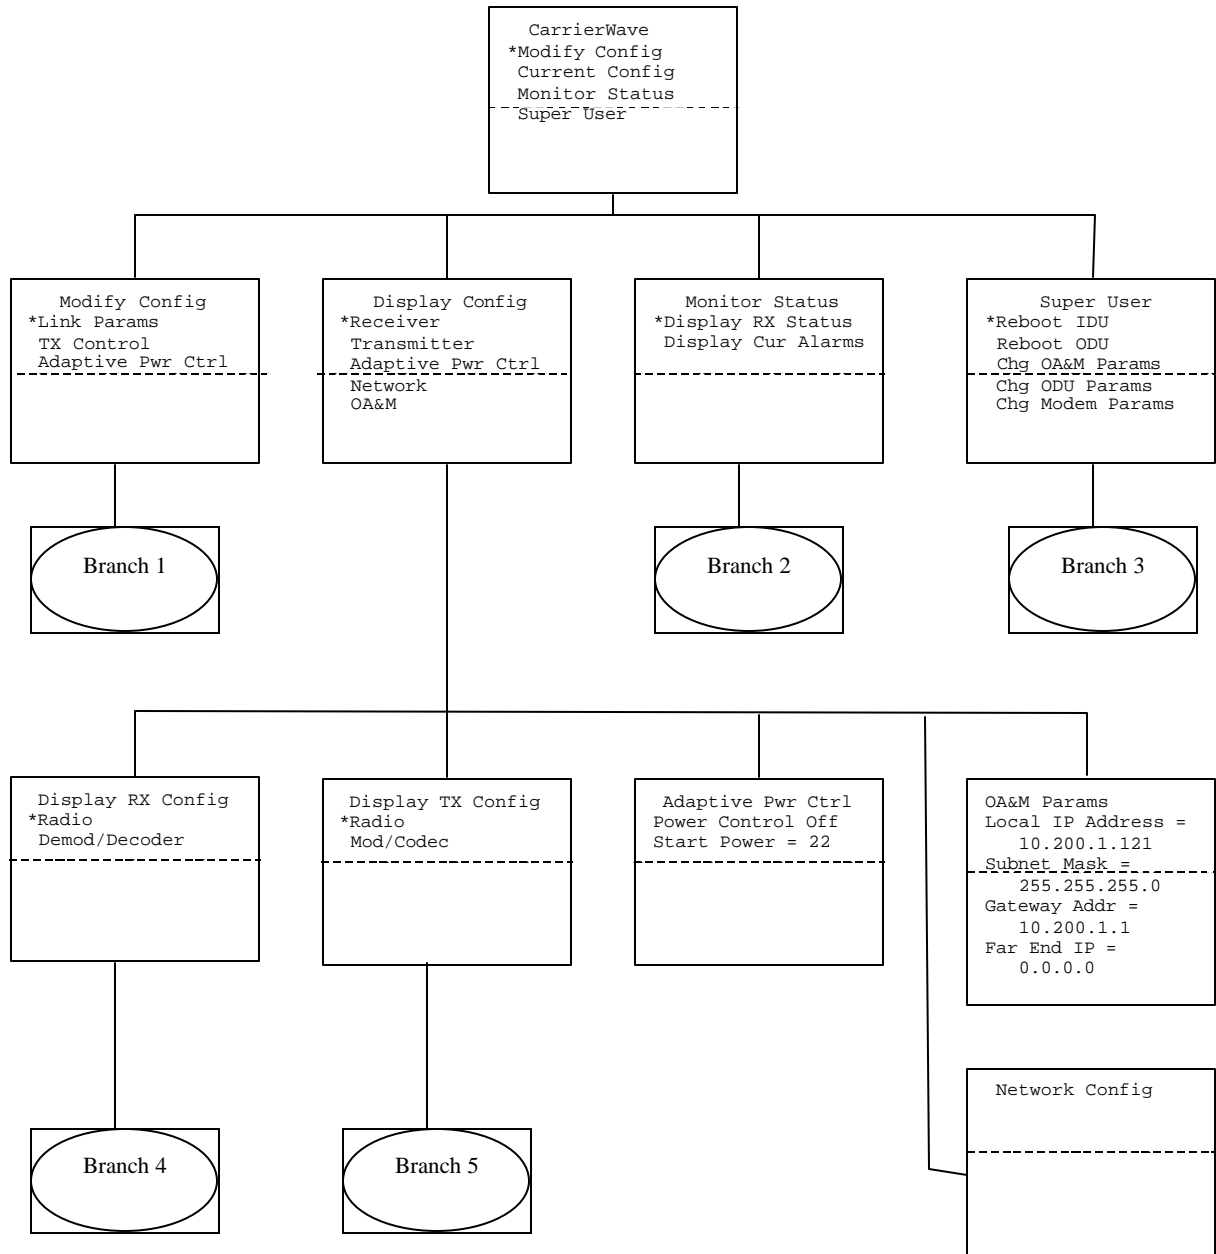 CarrierWave
*Modify Config
Current Config
Monitor Status
Super User
Modify Config
*Link Params
TX Control
Adaptive Pwr Ctrl
Display Config
*Receiver
Transmitter
Adaptive Pwr Ctrl
Network
OA&M
Monitor Status
*Display RX Status
Display Cur Alarms
Super User
*Reboot IDU
Reboot ODU
Chg OA&M Params
Chg ODU Params
Chg Modem Params
Branch 1
Branch 2
Branch 3
Display RX Config
*Radio
Demod/Decoder
Display TX Config
*Radio
Mod/Codec
Adaptive Pwr Ctrl
Power Control Off
Start Power = 22
OA&M Params
Local IP Address =
10.200.1.121
Subnet Mask =
255.255.255.0
Gateway Addr =
10.200.1.1
Far End IP =
0.0.0.0
Network Config
Branch 4
Branch 5